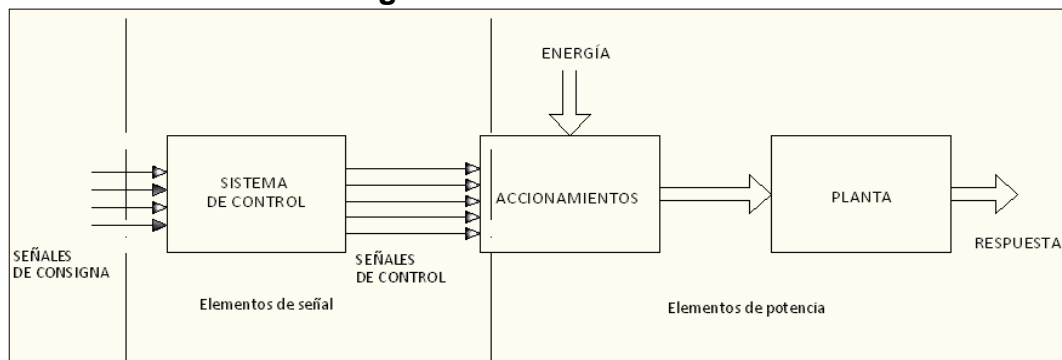 ENERGÍA
SISTEMA
DE CONTROL
ACCIONAMIENTOS
PLANTA
SEÑALES
DE CONSIGNA
SEÑALES
DE CONTROL
RESPUESTA
Elementos de señal
Elementos de potencia